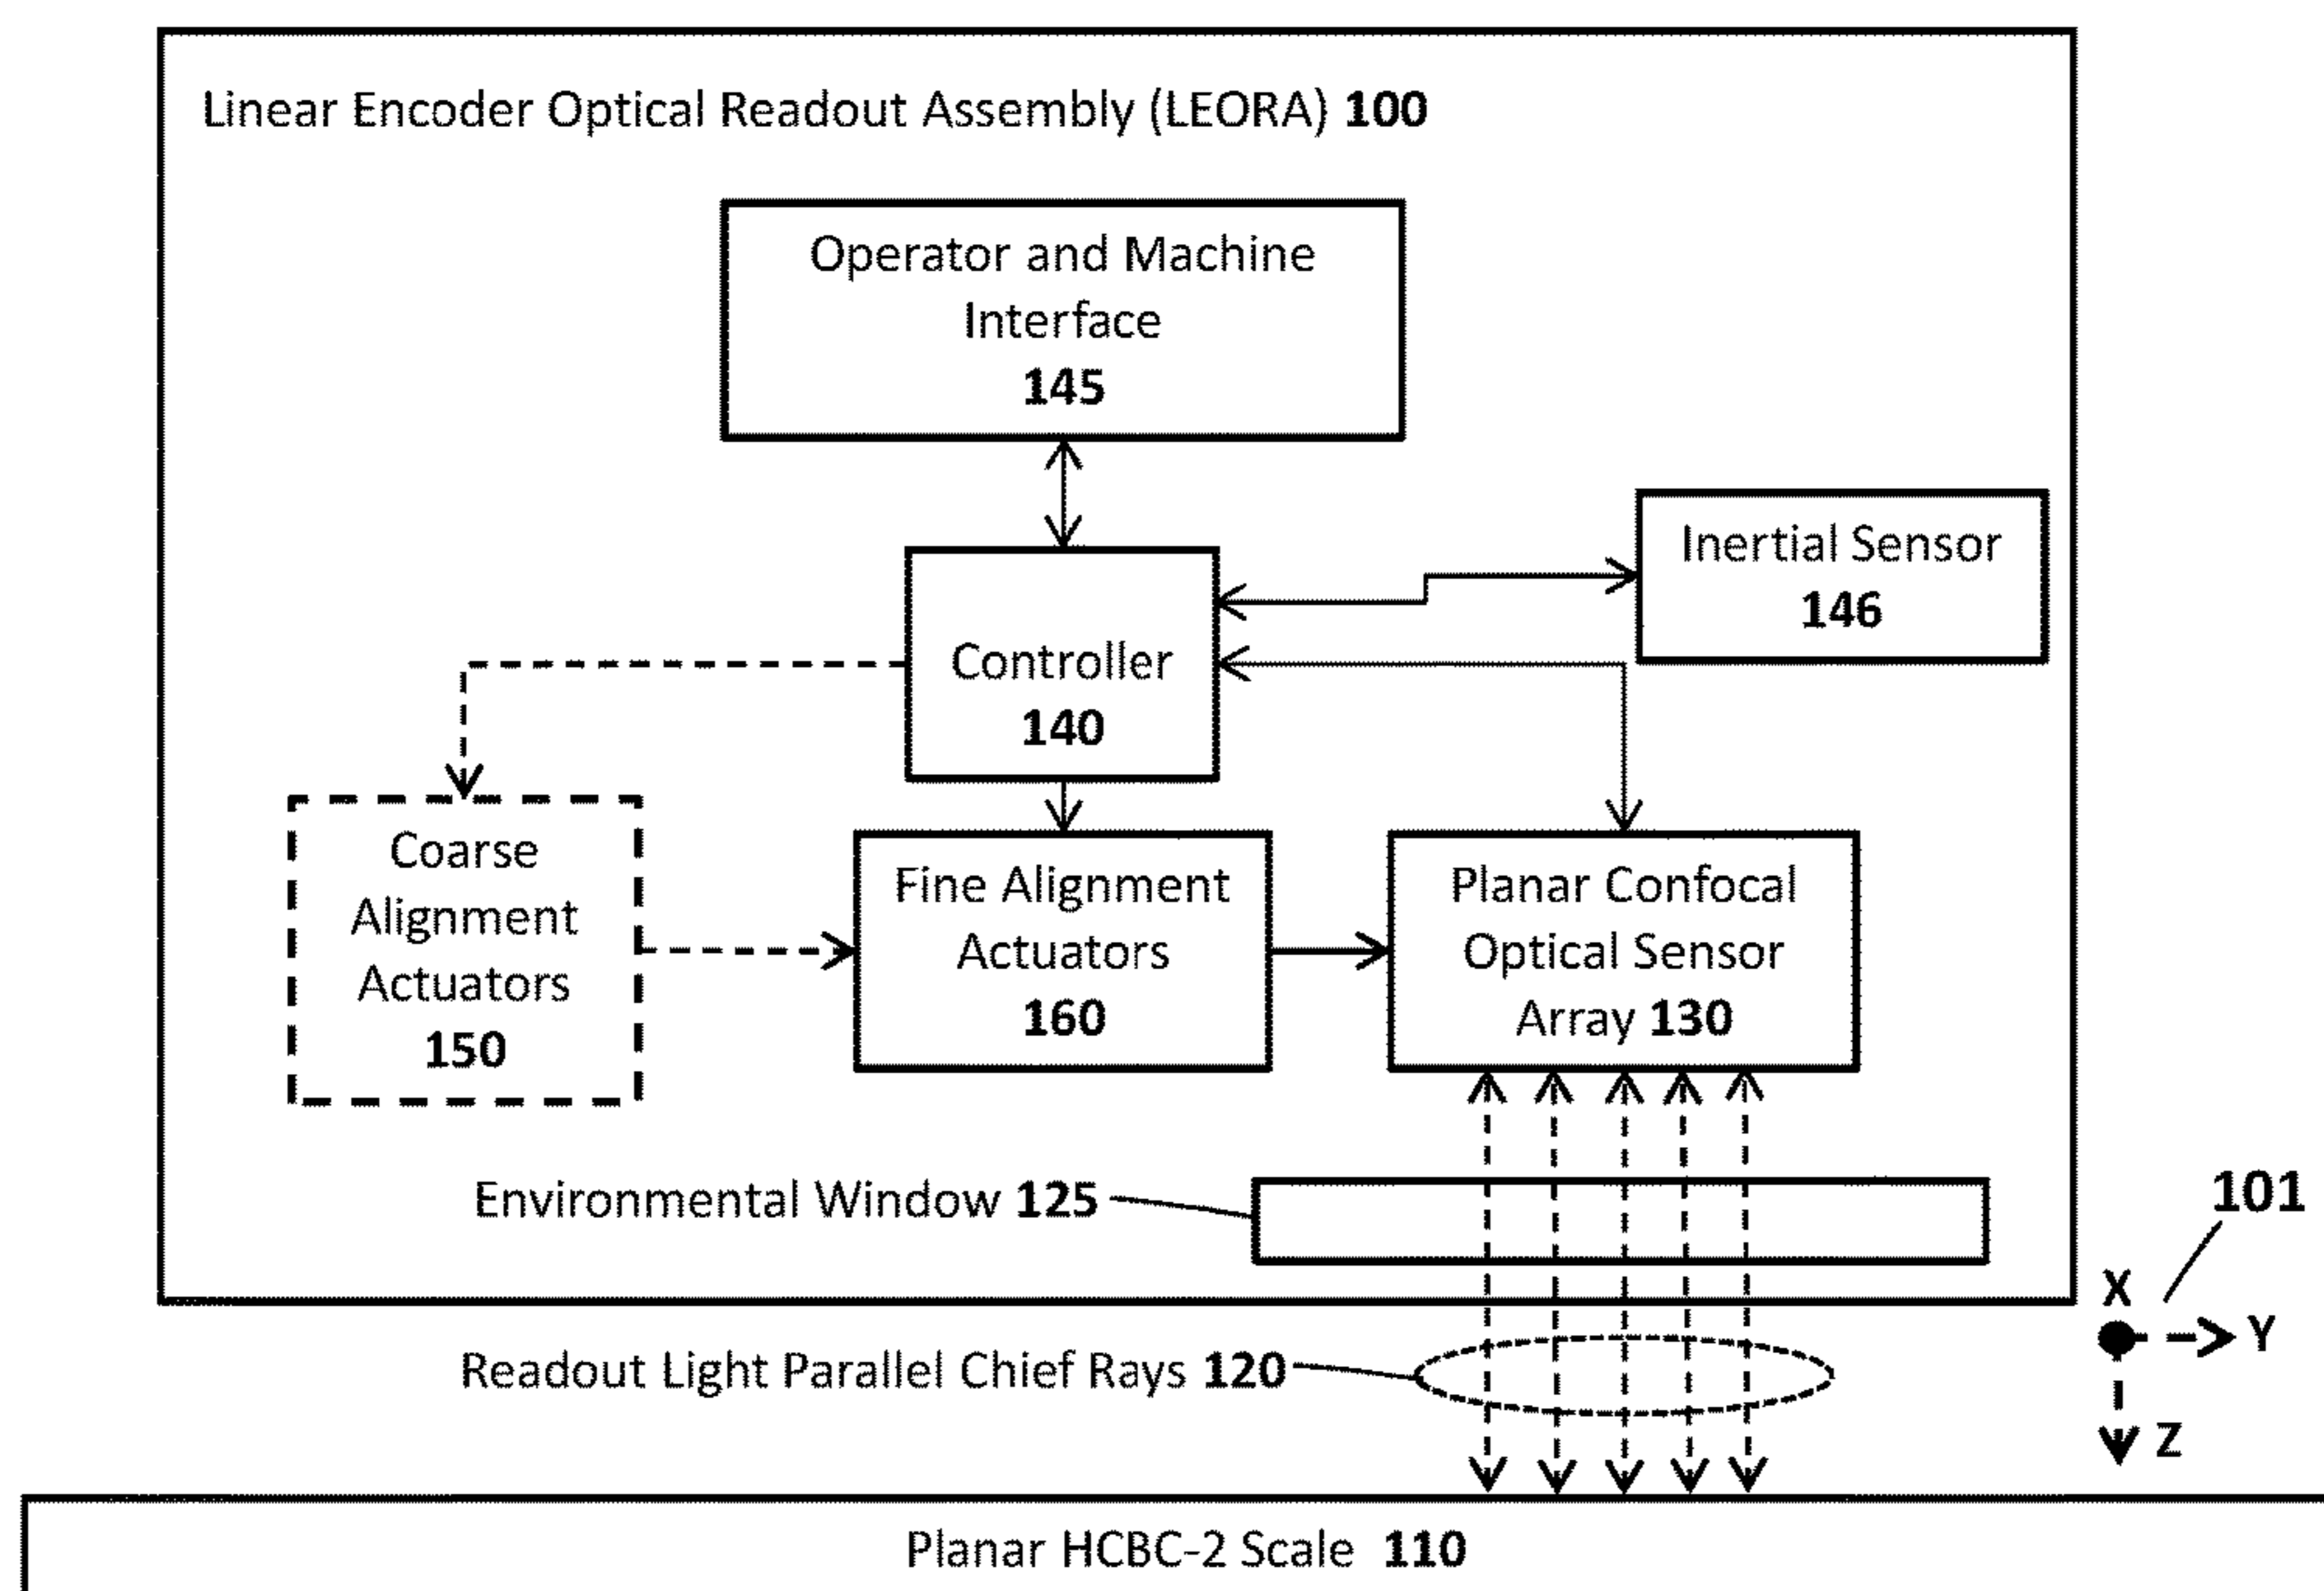 Linear Encoder Optical Readout Assembly (LEORA) 100
Operator and Machine
Interface
145
Inertial Sensor
146
Controller
140
Coarse
Alignment
Actuators
150
Fine Alignment
Actuators
160
Planar Confocal
Optical Sensor
Array 130
Environmental Window 125
101
X
Y
Z
Readout Light Parallel Chief Rays 120
Planar HCBC-2 Scale 110